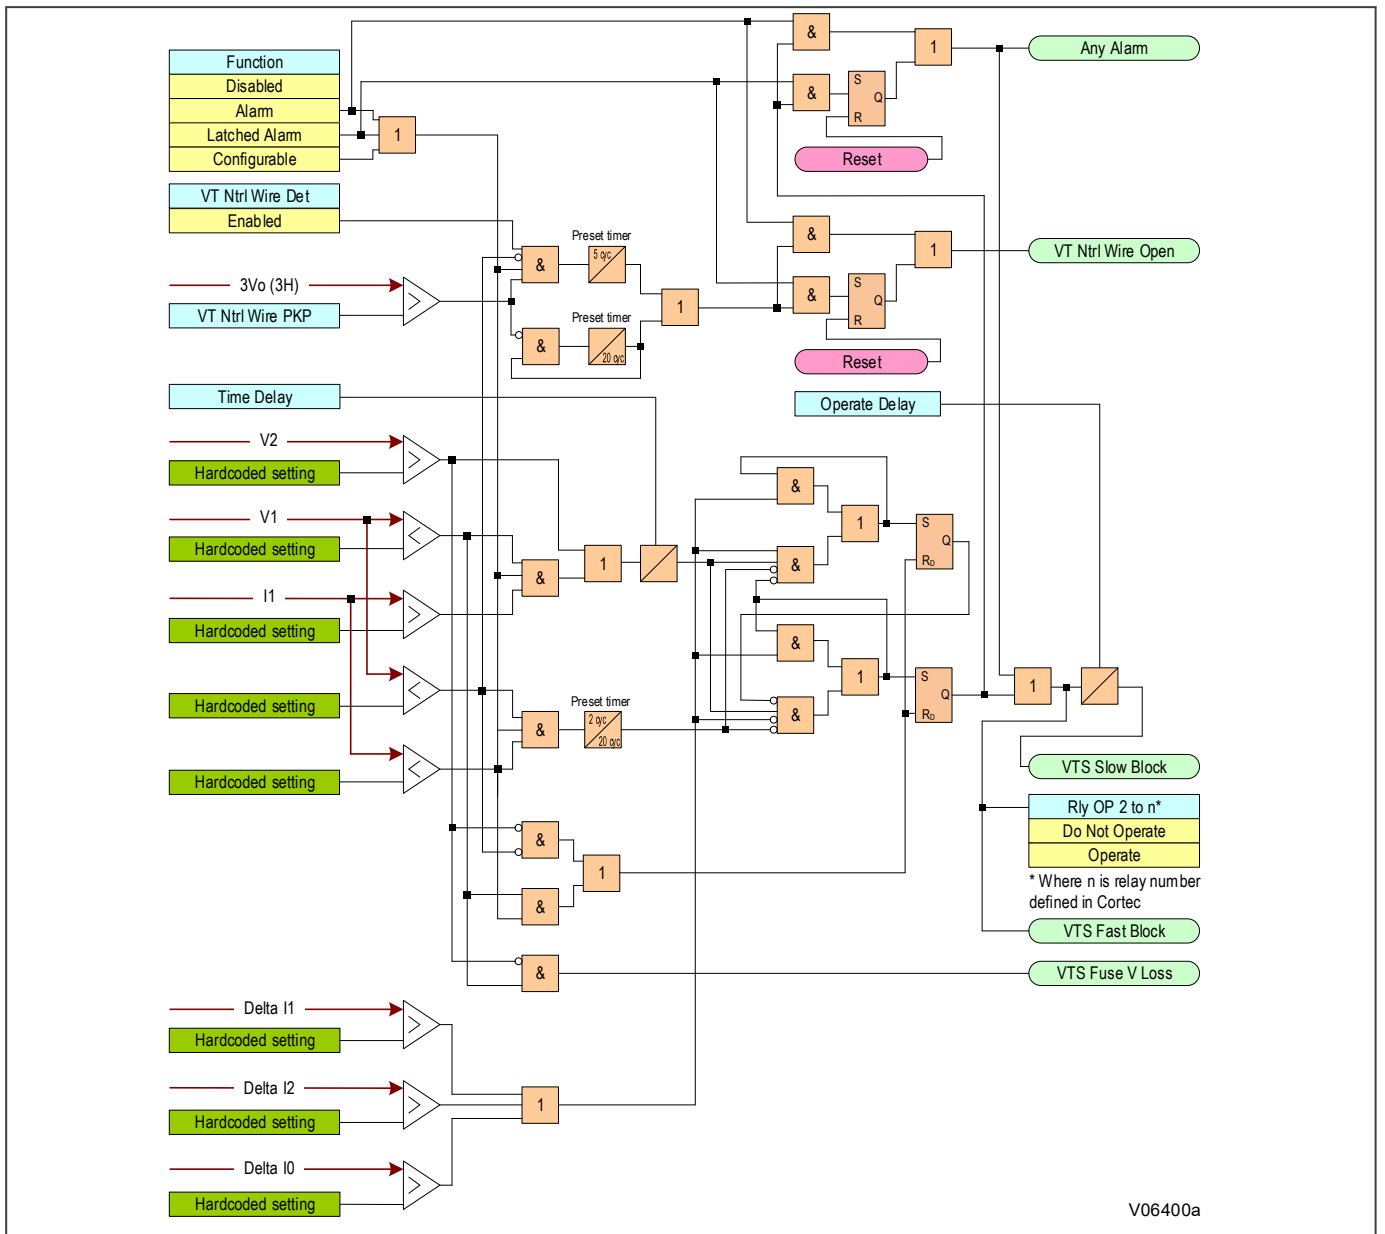 Function
Disabled
Alarm
Latched Alarm
Configurable
1
&
&
S
R
Q
1
Any Alarm
Reset
VT Ntrl Wire Det
Enabled
3Vo (3H)
VT Ntrl Wire PKP
>
&
Preset timer
5 cyc
&
Preset timer
20 cyc
1
&
&
S
R
Q
1
VT Ntrl Wire Open
Reset
Time Delay
Operate Delay
V2
Hardcoded setting
>
V1
Hardcoded setting
<
I1
Hardcoded setting
>
&
1
Hardcoded setting
<
Hardcoded setting
<
&
Preset timer
2 cyc
20 cyc
&
&
1
S
RD
Q
&
&
1
S
RD
Q
1
VTS Slow Block
Rly OP 2 to n*
Do Not Operate
Operate
* Where n is relay number
defined in Cortec
VTS Fast Block
&
&
1
&
VTS Fuse V Loss
Delta I1
Hardcoded setting
>
Delta I2
Hardcoded setting
>
1
Delta I0
Hardcoded setting
>
V06400a